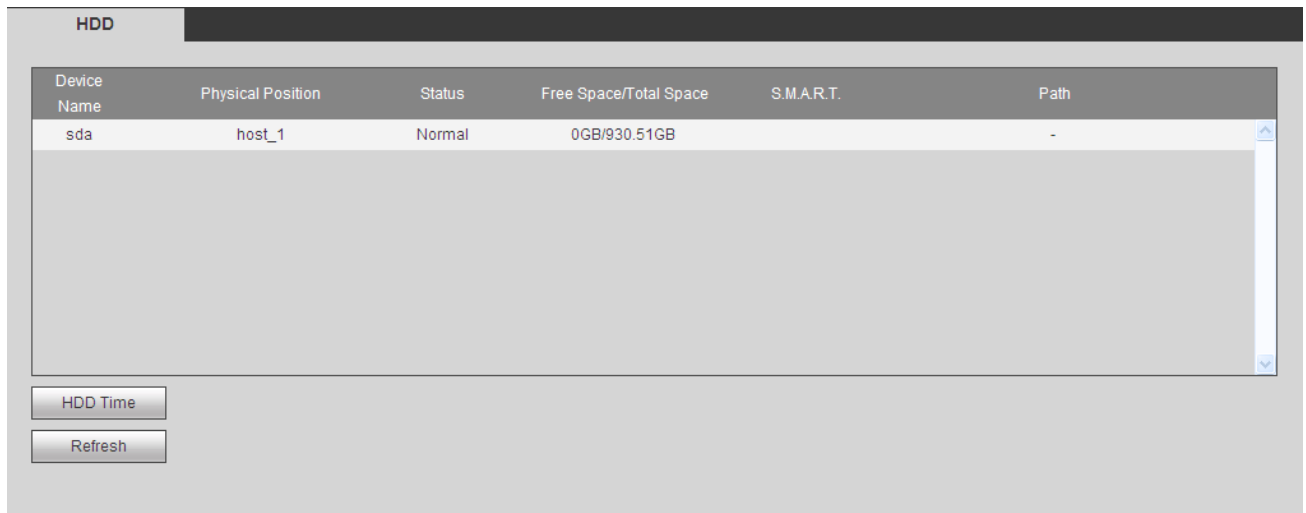 HDD
Device Name Physical Position Status Free Space/Total Space S.M.A.R.T. Path
sda host_1 Normal 0GB/930.51GB -
HDD Time
Refresh